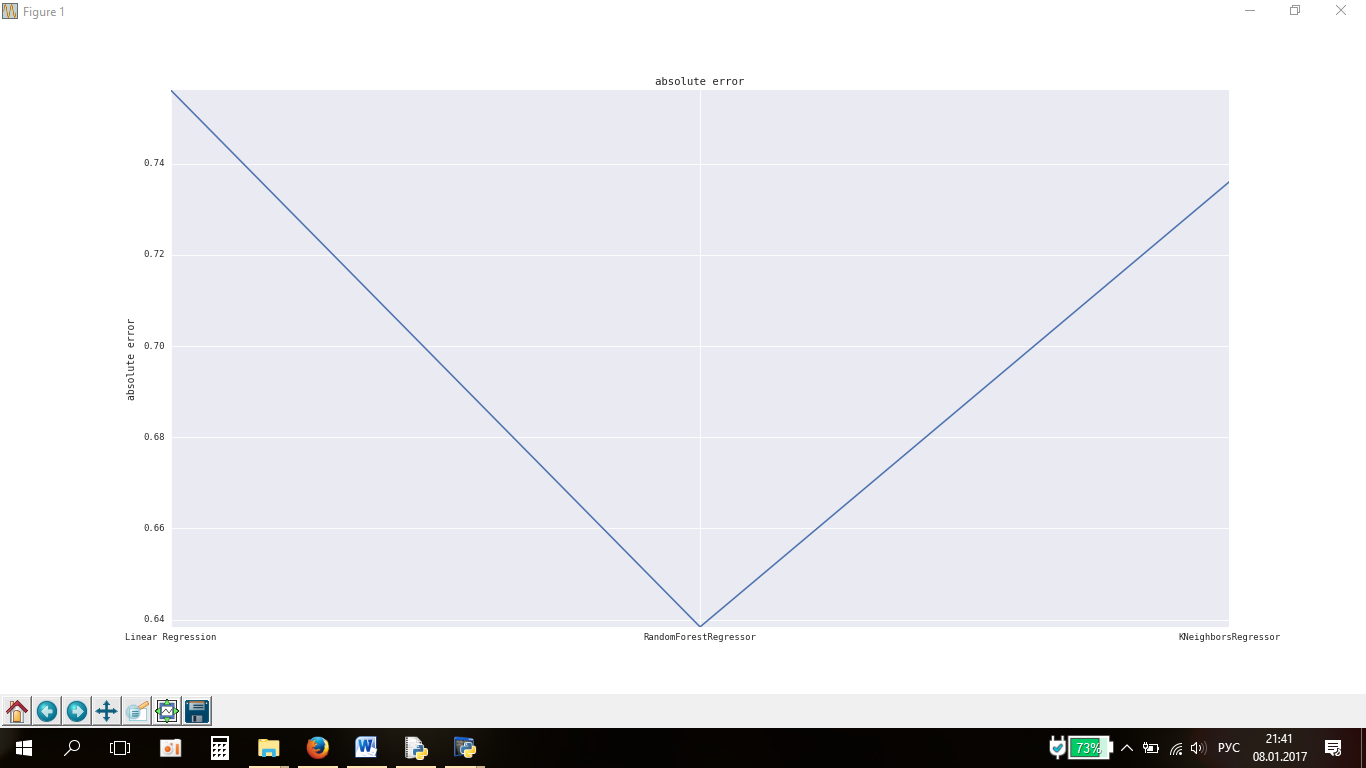 Figure 1
absolute error
0.74
0.72
0.70
0.68
0.66
0.64
absolute error
Linear Regression RandomForestRegressor KNeighborsRegressor
73% РУС 21:41
08.01.2017